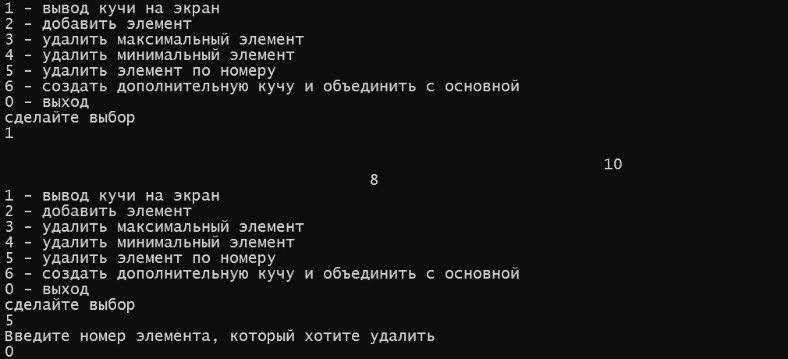 1 - вывод кучи на экран
2 - добавить элемент
3 - удалить максимальный элемент
4 - удалить минимальный элемент
5 - удалить элемент по номеру
6 - создать дополнительную кучу и объединить с основной
0 - выход
сделайте выбор
1
10
8
1 - вывод кучи на экран
2 - добавить элемент
3 - удалить максимальный элемент
4 - удалить минимальный элемент
5 - удалить элемент по номеру
6 - создать дополнительную кучу и объединить с основной
0 - выход
сделайте выбор
5
Введите номер элемента, который хотите удалить
0